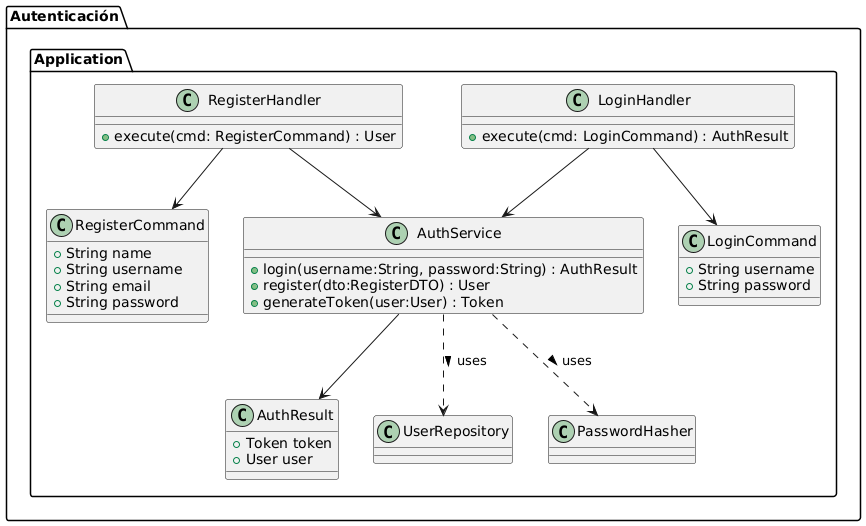 Autenticación
Application
C RegisterHandler
execute(cmd: RegisterCommand) : User
C LoginHandler
execute(cmd: LoginCommand) : AuthResult
C RegisterCommand
String name
String username
String email
String password
C AuthService
login(username:String, password:String) : AuthResult
register(dto:RegisterDTO) : User
generateToken(user:User) : Token
C LoginCommand
String username
String password
uses
uses
C AuthResult
Token token
User user
C UserRepository
C PasswordHasher